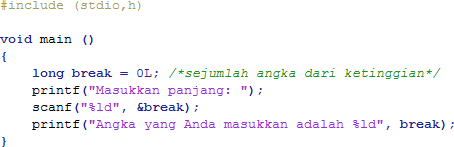 #include (stdio,h)
void main ()
{
long break = 0L; /*sejumlah angka dari ketinggian*/
printf("Masukkan panjang: ");
scanf("%ld", &break);
printf("Angka yang Anda masukkan adalah %ld", break);
}